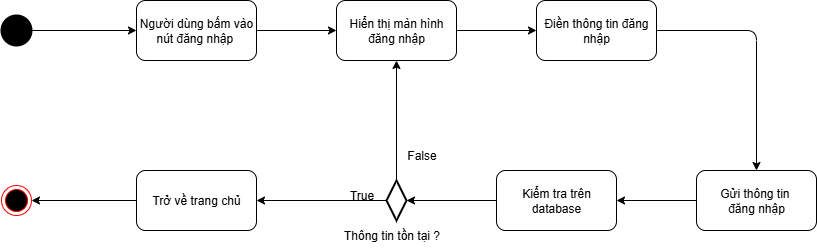 Người dùng bấm vào
nút đăng nhập
Hiển thị màn hình
đăng nhập
Điền thông tin đăng
nhập
False
Trở về trang chủ
True
Kiểm tra trên
database
Gửi thông tin
đăng nhập
Thông tin tồn tại ?